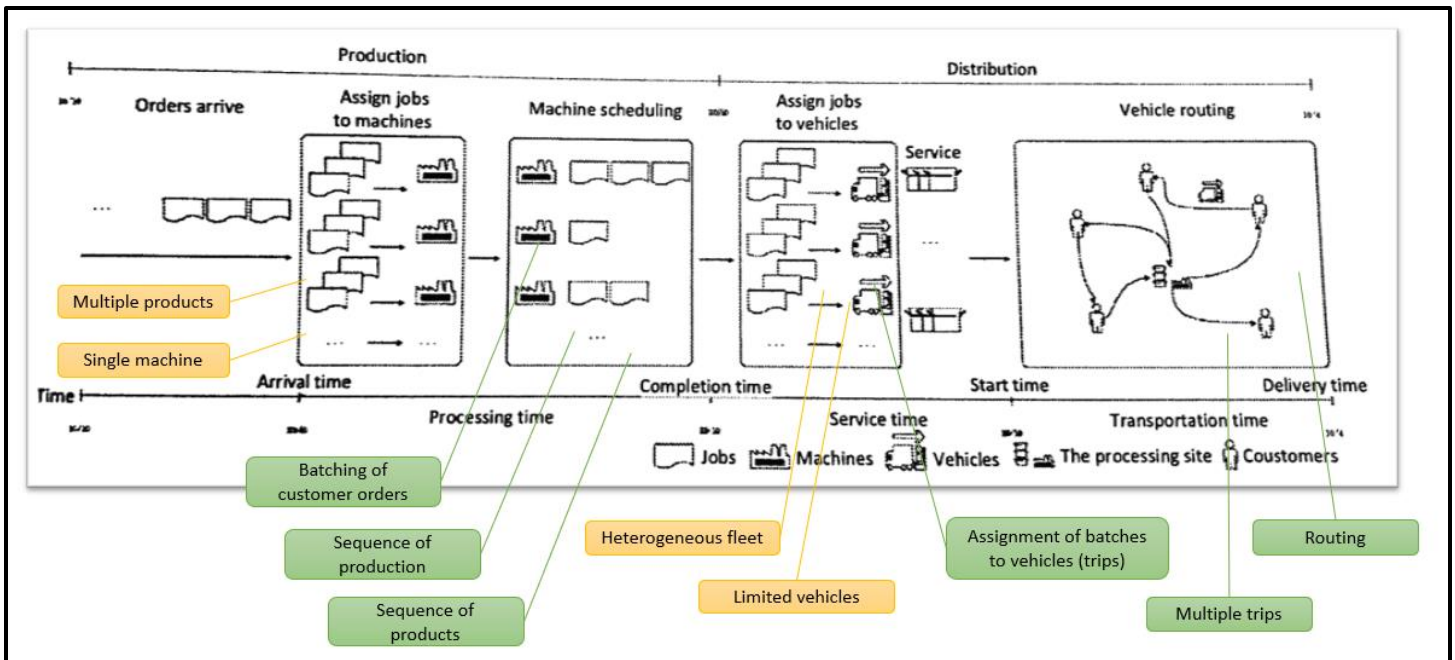 Production
Distribution
Orders arrive
Assign jobs
to machines
Machine scheduling
Assign jobs
to vehicles
Service
Vehicle routing
...
...
...
...
...
...
...
Multiple products
Single machine
Arrival time
Completion time
Start time
Delivery time
Time
Processing time
Service time
Transportation time
Jobs
Machines
Vehicles
The processing site
Coustomers
Batching of
customer orders
Sequence of
production
Sequence of
products
Heterogeneous fleet
Limited vehicles
Assignment of batches
to vehicles (trips)
Multiple trips
Routing